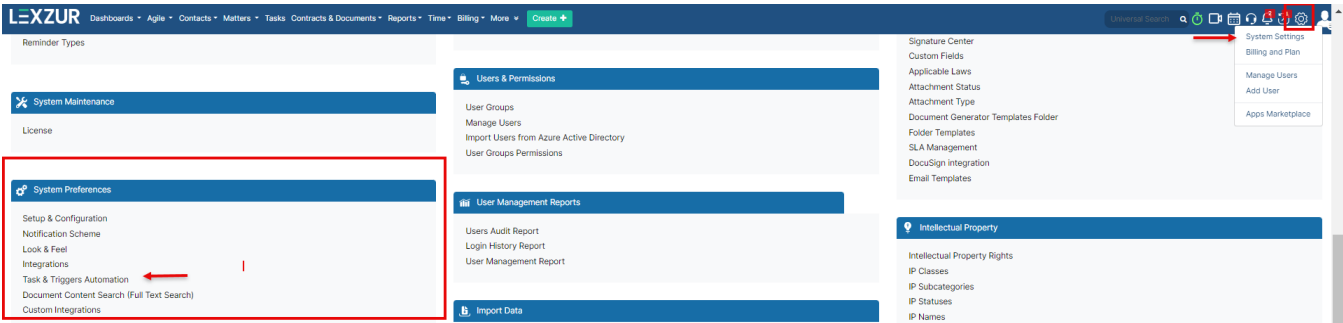 LEXZUR Dashboards Agile Contacts Matters Tasks Contracts & Documents Reports Time Billing More Create +
Universal Search
System Settings
Billing and Plan
Manage Users
Add User
Apps Marketplace
Reminder Types
System Maintenance
License
System Preferences
Setup & Configuration
Notification Scheme
Look & Feel
Integrations
Task & Triggers Automation
Document Content Search (Full Text Search)
Custom Integrations
Users & Permissions
User Groups
Manage Users
Import Users from Azure Active Directory
User Groups Permissions
User Management Reports
Users Audit Report
Login History Report
User Management Report
Import Data
Signature Center
Custom Fields
Applicable Laws
Attachment Status
Attachment Type
Document Generator Templates Folder
Folder Templates
SLA Management
DocuSign integration
Email Templates
Intellectual Property
Intellectual Property Rights
IP Classes
IP Subcategories
IP Statuses
IP Names